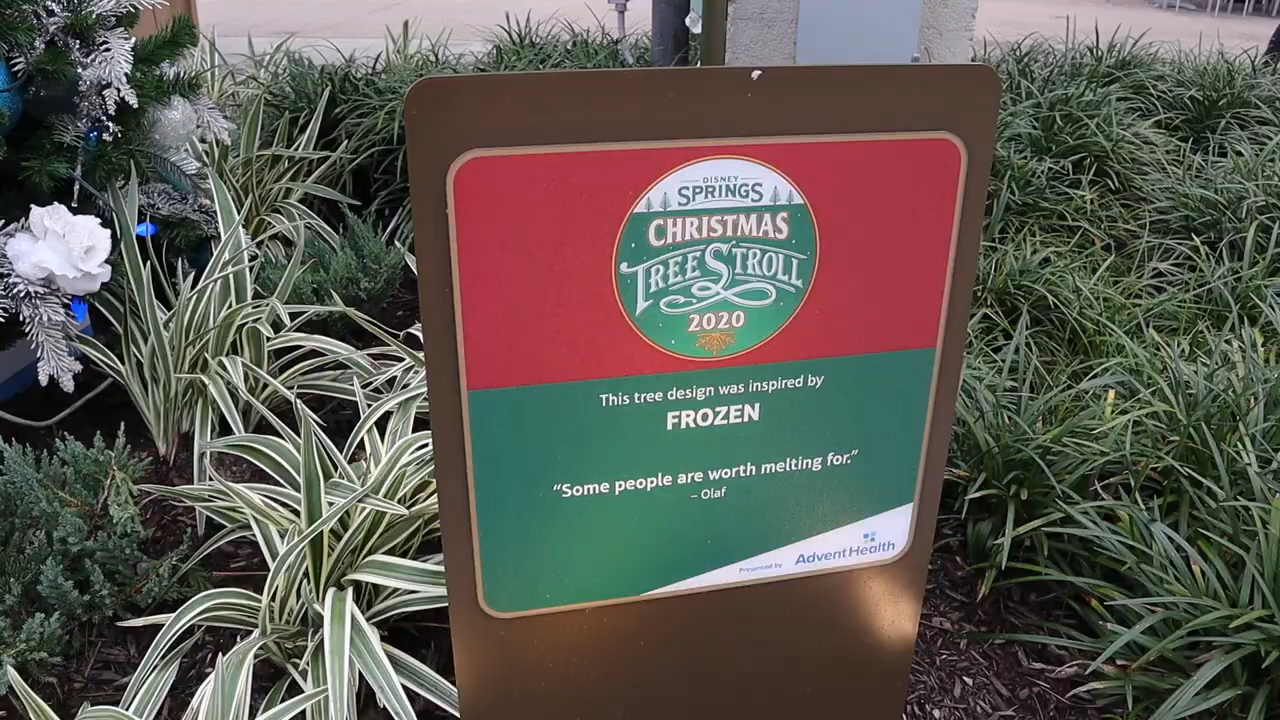 DISNEY
SPRINGS
CHRISTMAS
TREE STROLL
2020
This tree design was inspired by
FROZEN
“Some people are worth melting for.”
– Olaf
Presented by AdventHealth